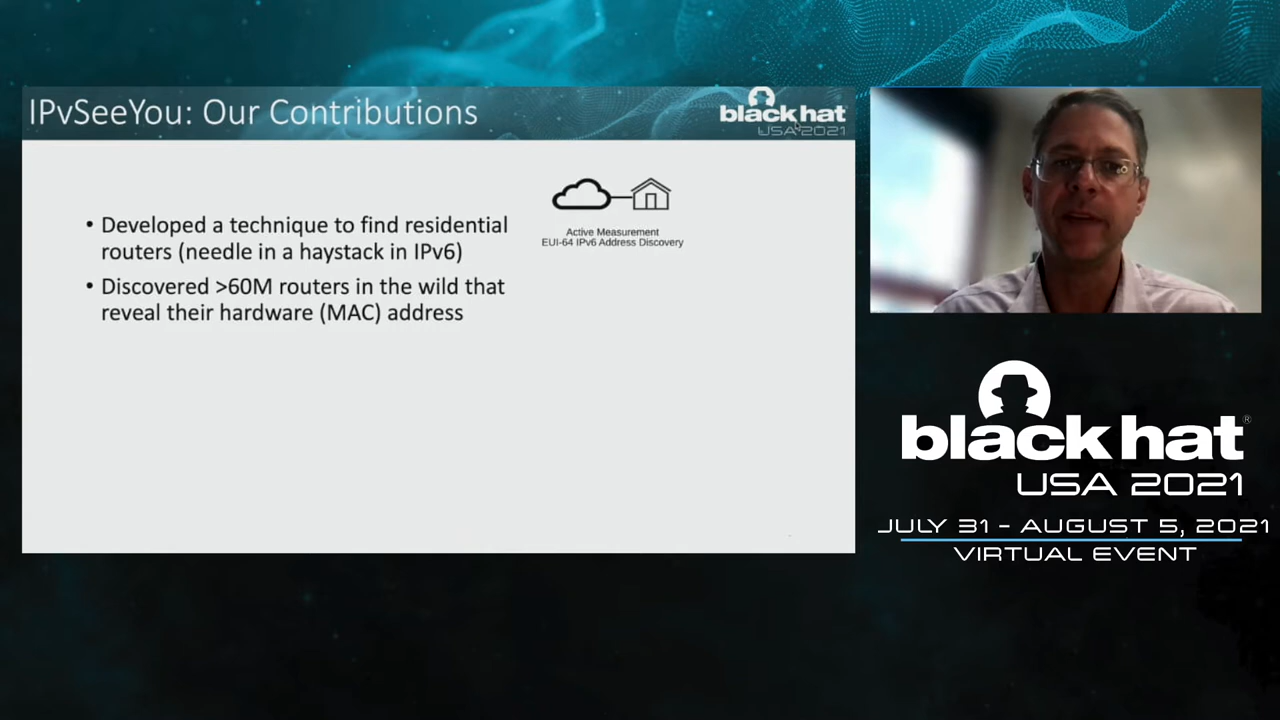 IPvSeeYou: Our Contributions
black hat
USA 2021
• Developed a technique to find residential
routers (needle in a haystack in IPv6)
• Discovered >60M routers in the wild that
reveal their hardware (MAC) address
Active Measurement
EUI-64 IPv6 Address Discovery
black hat®
USA 2021
JULY 31 - AUGUST 5, 2021
VIRTUAL EVENT